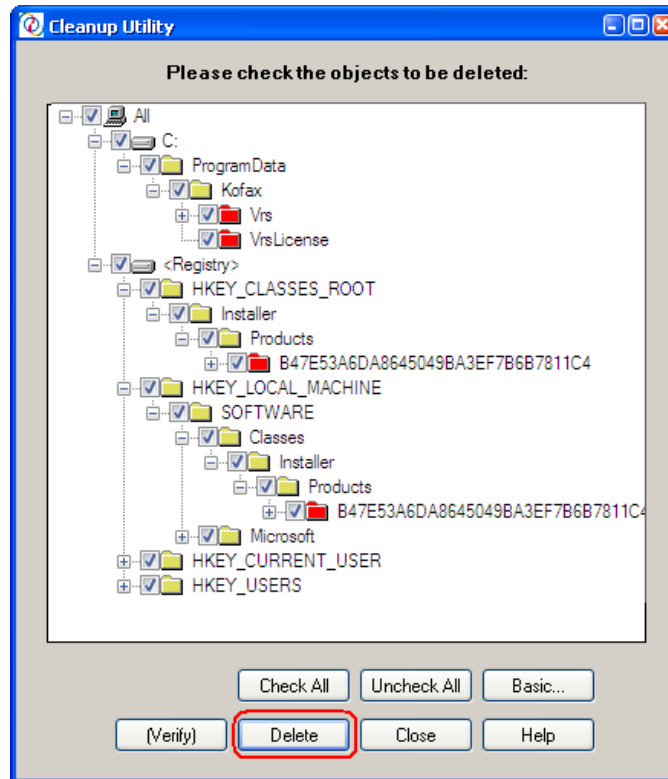 Cleanup Utility
Please check the objects to be deleted:
All
C:
ProgramData
Kofax
Vrs
VrsLicense
<Registry>
HKEY_CLASSES_ROOT
Installer
Products
B47E53A6DA8645049BA3EF7B6B7811C4
HKEY_LOCAL_MACHINE
SOFTWARE
Classes
Installer
Products
B47E53A6DA8645049BA3EF7B6B7811C4
Microsoft
HKEY_CURRENT_USER
HKEY_USERS
Check All Uncheck All Basic...
(Verify) Delete Close Help